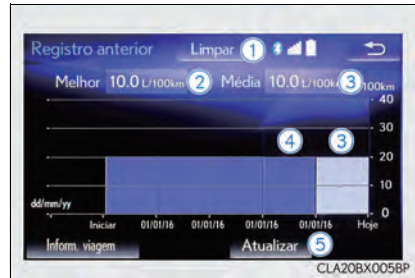 Registro anterior Limpar 1
Melhor 10.0 L/100km 2 Média 10.0 L/100k 3 100km
40
30
4 3
20
10
dd/mm/yy 0
Iniciar 01/01/16 01/01/16 01/01/16 01/01/16 Hoje
Inform. viagem Atualizar 5
CLA20BX005BP